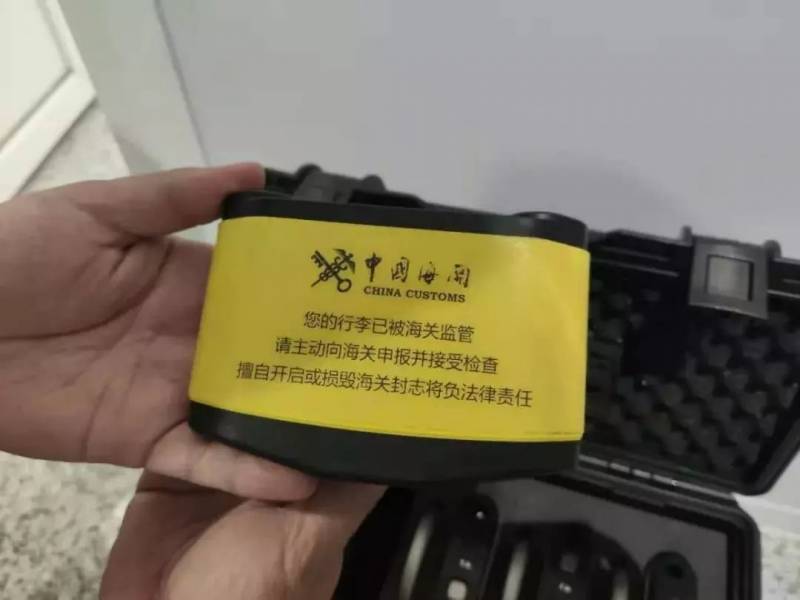 中国海关
CHINA CUSTOMS
您的行李已被海关监管
请主动向海关申报并接受检查
擅自开启或损毁海关封志将负法律责任